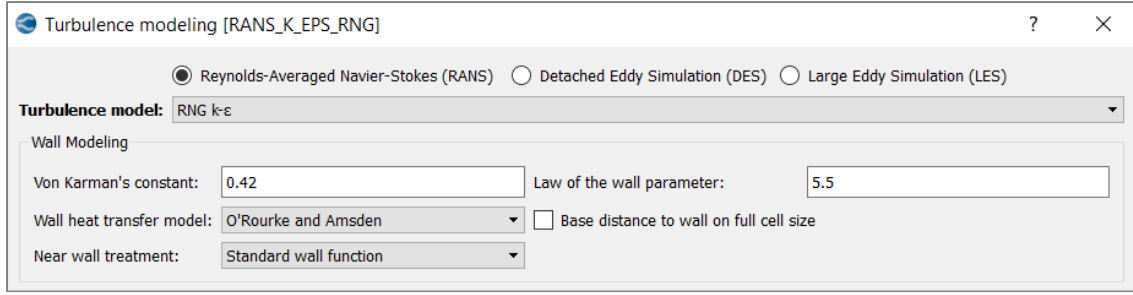 Turbulence modeling [RANS_K_EPS_RNG] ?
Reynolds-Averaged Navier-Stokes (RANS) Detached Eddy Simulation (DES) Large Eddy Simulation (LES)
Turbulence model: RNG k-ε
Wall Modeling
Von Karman's constant: 0.42 Law of the wall parameter: 5.5
Wall heat transfer model: O'Rourke and Amsden Base distance to wall on full cell size
Near wall treatment: Standard wall function